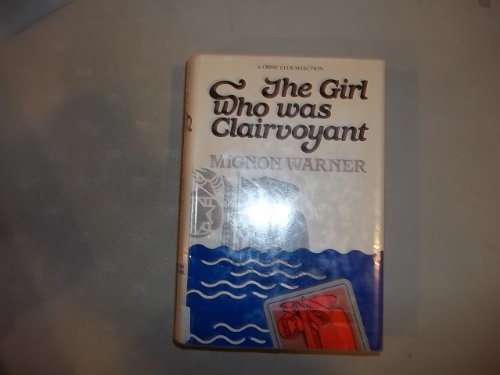 A CRIME CLUB SELECTION
The Girl
Who was
Clairvoyant
MIGNON WARNER